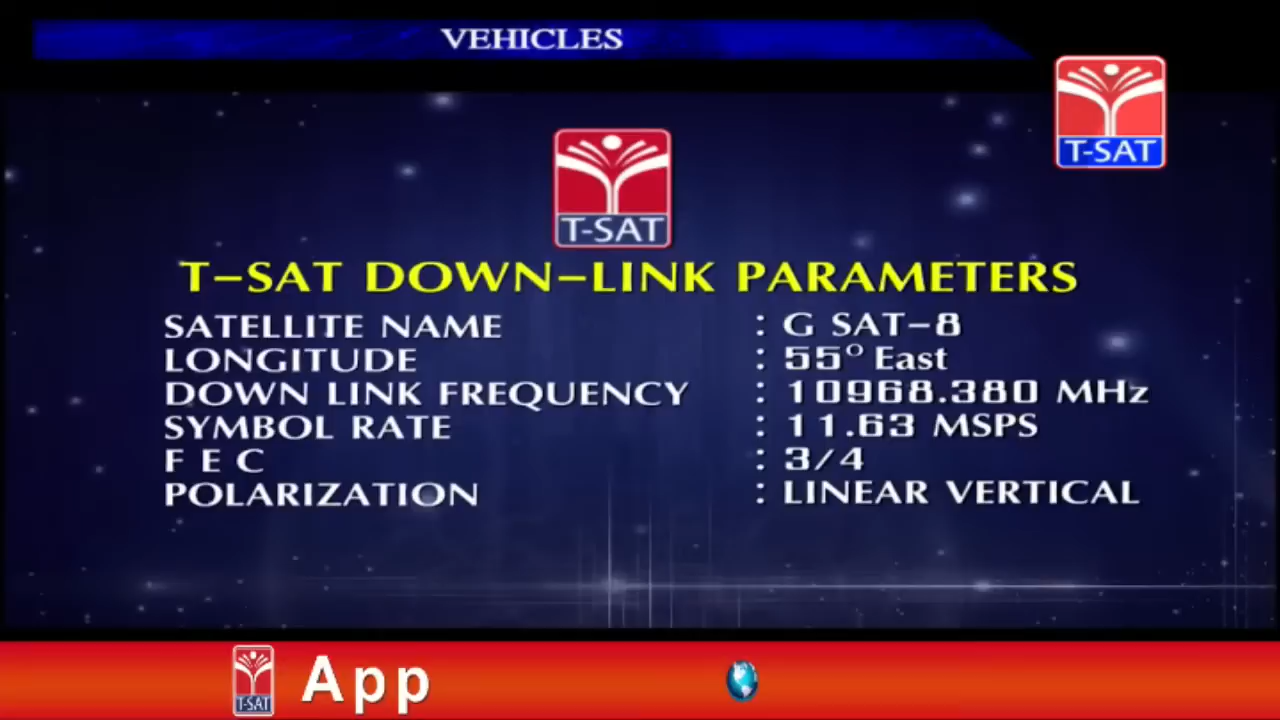 VEHICLES
T-SAT
T-SAT
T-SAT DOWN-LINK PARAMETERS
SATELLITE NAME : G SAT-8
LONGITUDE : 55° East
DOWN LINK FREQUENCY : 10968.380 MHz
SYMBOL RATE : 11.63 MSPS
F E C : 3/4
POLARIZATION : LINEAR VERTICAL
T-SAT App